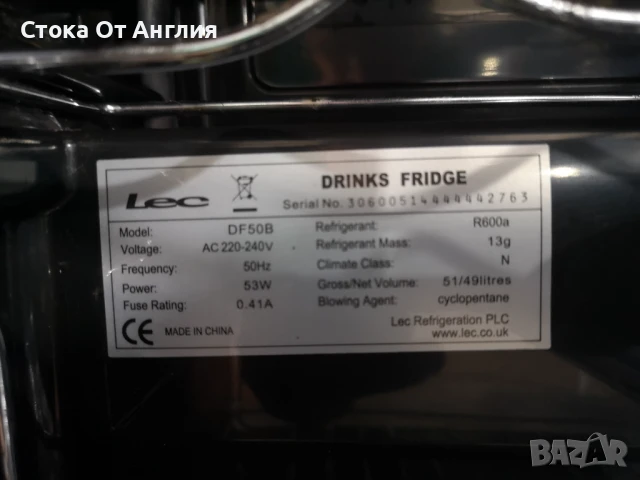 Стока От Англия
Lec
DRINKS FRIDGE
Serial No. 30600514444442763
Model: DF50B
Voltage: AC 220-240V
Frequency: 50Hz
Power: 53W
Fuse Rating: 0.41A
CE MADE IN CHINA
Refrigerant: R600a
Refrigerant Mass: 13g
Climate Class: N
Gross/Net Volume: 51/49litres
Blowing Agent: cyclopentane
Lec Refrigeration PLC
www.lec.co.uk
BAZAR